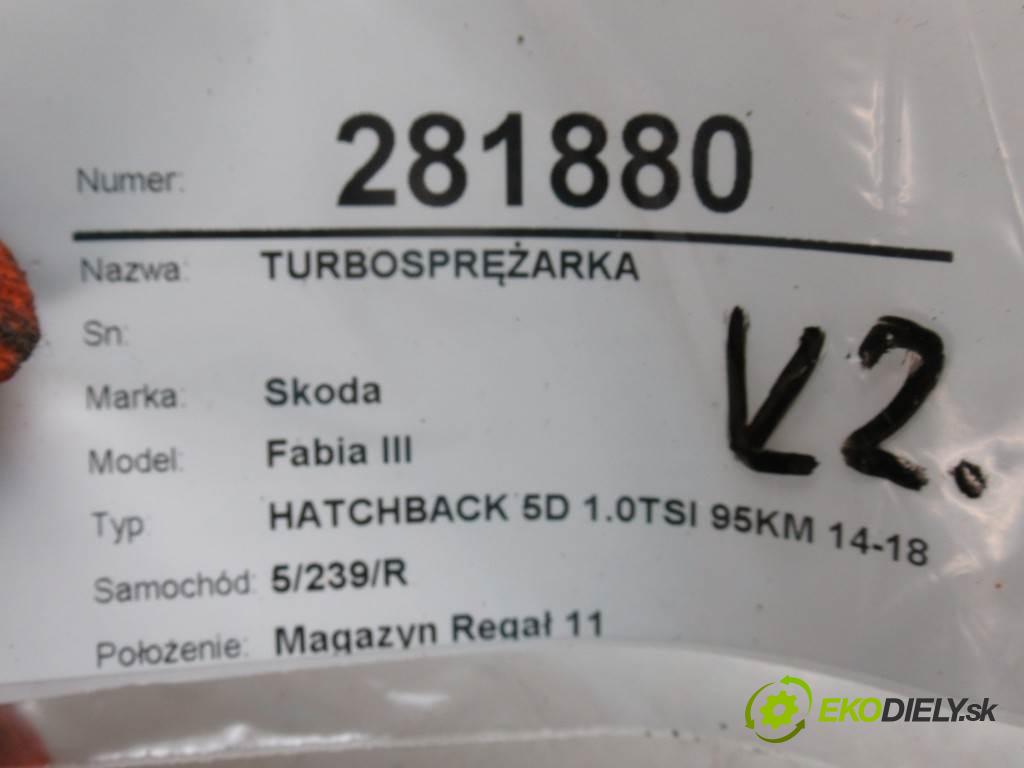 Numer: 281880
Nazwa: TURBOSPRĘŻARKA
Sn:
Marka: Skoda
Model: Fabia III
Typ: HATCHBACK 5D 1.0TSI 95KM 14-18
Samochód: 5/239/R
Położenie: Magazyn Regał 11
V2.
EKODIELY.sk